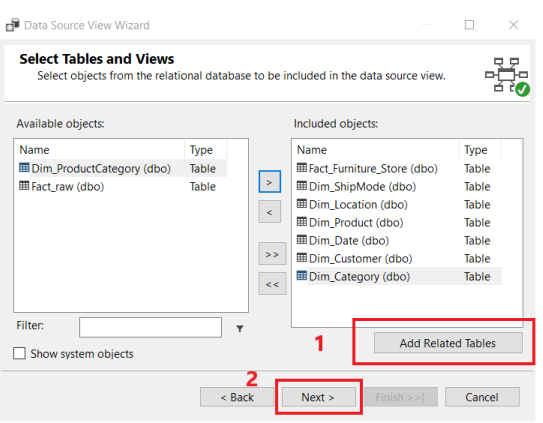 Data Source View Wizard
Select Tables and Views
Select objects from the relational database to be included in the data source view.
Available objects:
Name Type
Dim_ProductCategory (dbo) Table
Fact_raw (dbo) Table
>
<
>>
<<
Included objects:
Name Type
Fact_Furniture_Store (dbo) Table
Dim_ShipMode (dbo) Table
Dim_Location (dbo) Table
Dim_Product (dbo) Table
Dim_Date (dbo) Table
Dim_Customer (dbo) Table
Dim_Category (dbo) Table
Filter:
Show system objects
1
Add Related Tables
2
< Back Next > Finish >>| Cancel